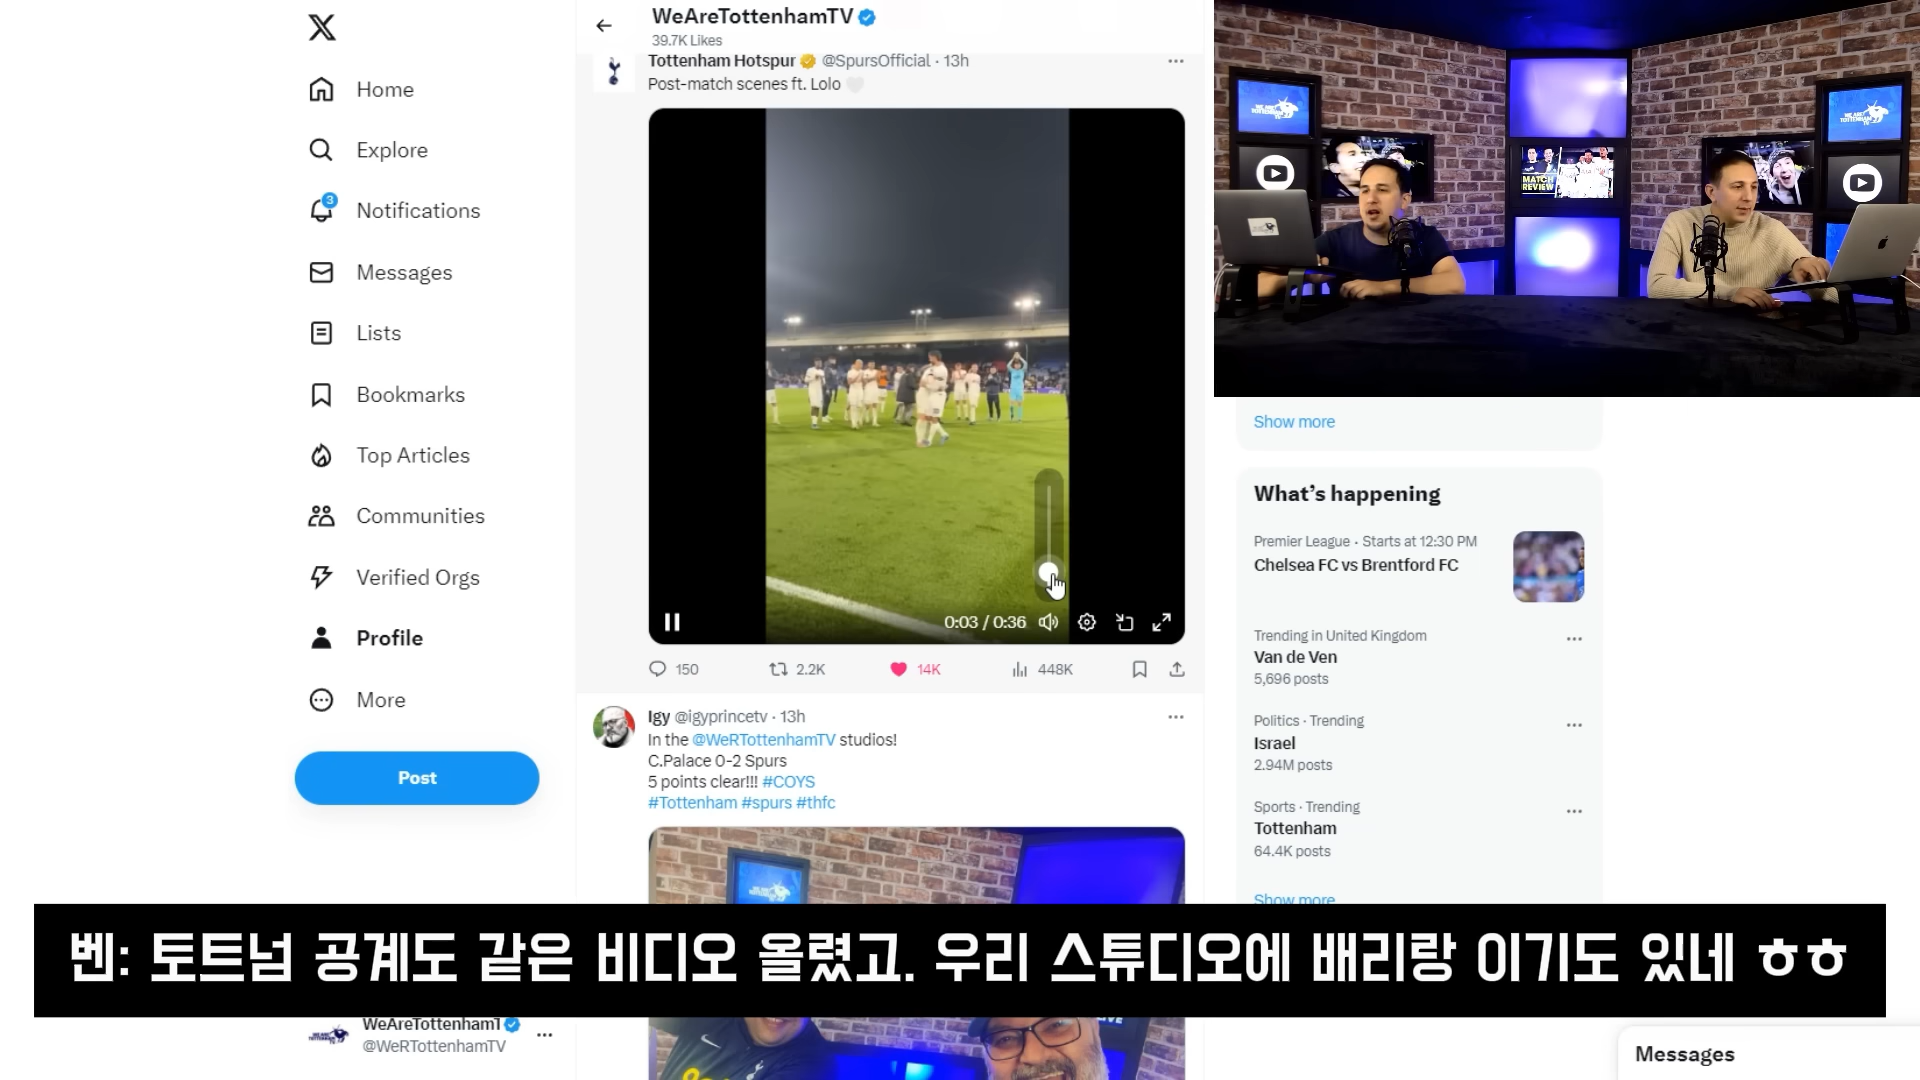 WeAreTottenhamTV
39.7K Likes
Home
Explore
3
Notifications
Messages
Lists
Bookmarks
Top Articles
Communities
Verified Orgs
Profile
More
Post
Tottenham Hotspur @SpursOfficial · 13h
Post-match scenes ft. Lolo
0:03 / 0:36
150
2.2K
14K
448K
Igy @igyprincetv · 13h
In the @WeRTottenhamTV studios!
C.Palace 0-2 Spurs
5 points clear!!! #COYS
#Tottenham #spurs #thfc
MATCH
REVIEW
Show more
What's happening
Premier League · Starts at 12:30 PM
Chelsea FC vs Brentford FC
Trending in United Kingdom
Van de Ven
5,696 posts
Politics · Trending
Israel
2.94M posts
Sports · Trending
Tottenham
64.4K posts
Show more
벤: 토트넘 공계도 같은 비디오 올렸고. 우리 스튜디오에 배리랑 이기도 있네 ㅎㅎ
WeAreTottenhamT
@WeRTottenhamTV
Messages